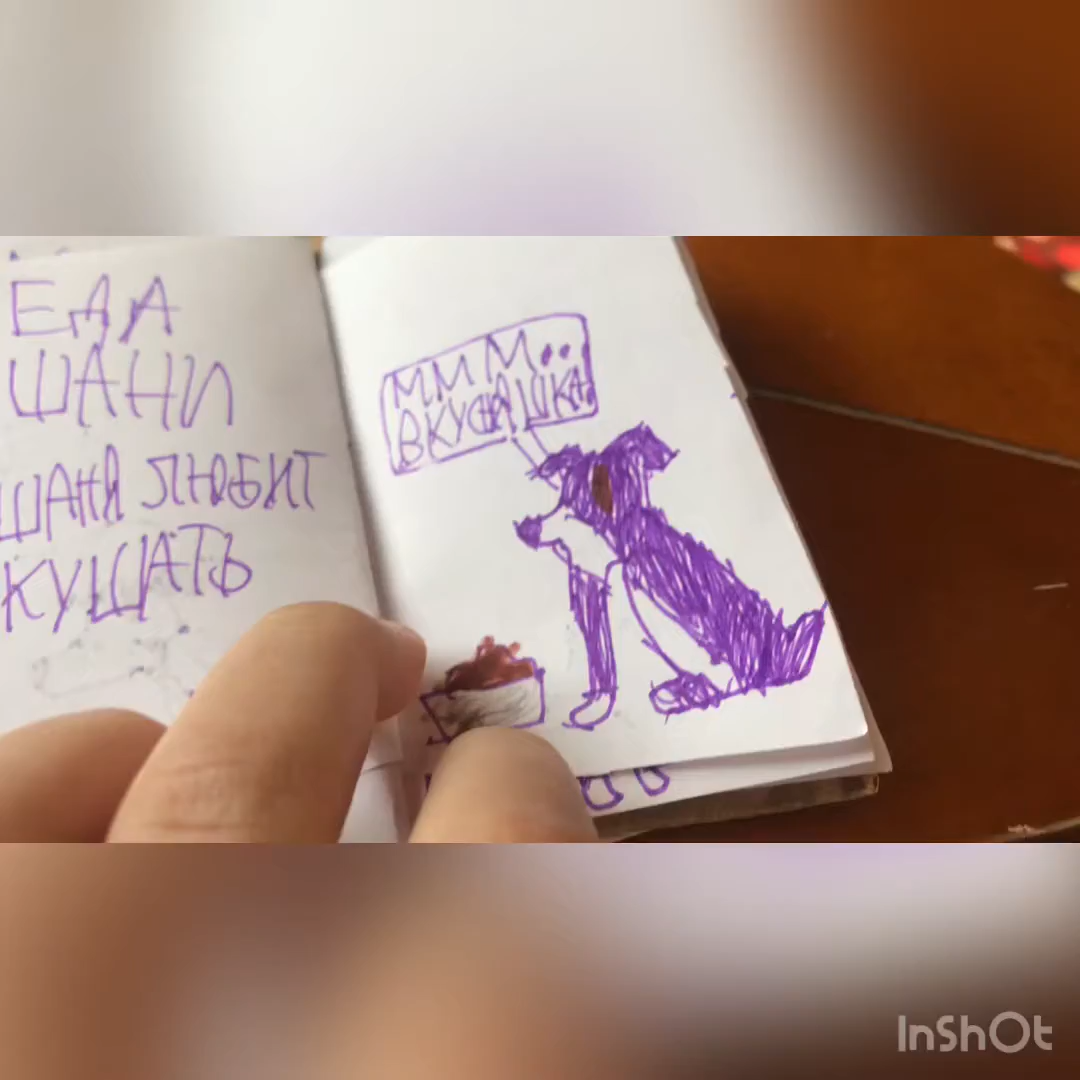 ЕДА
ШАНИ
ШАНЯ ЛЮБИТ
КУШАТЬ
МММ..
ВКУСНЯШКА
InShOt